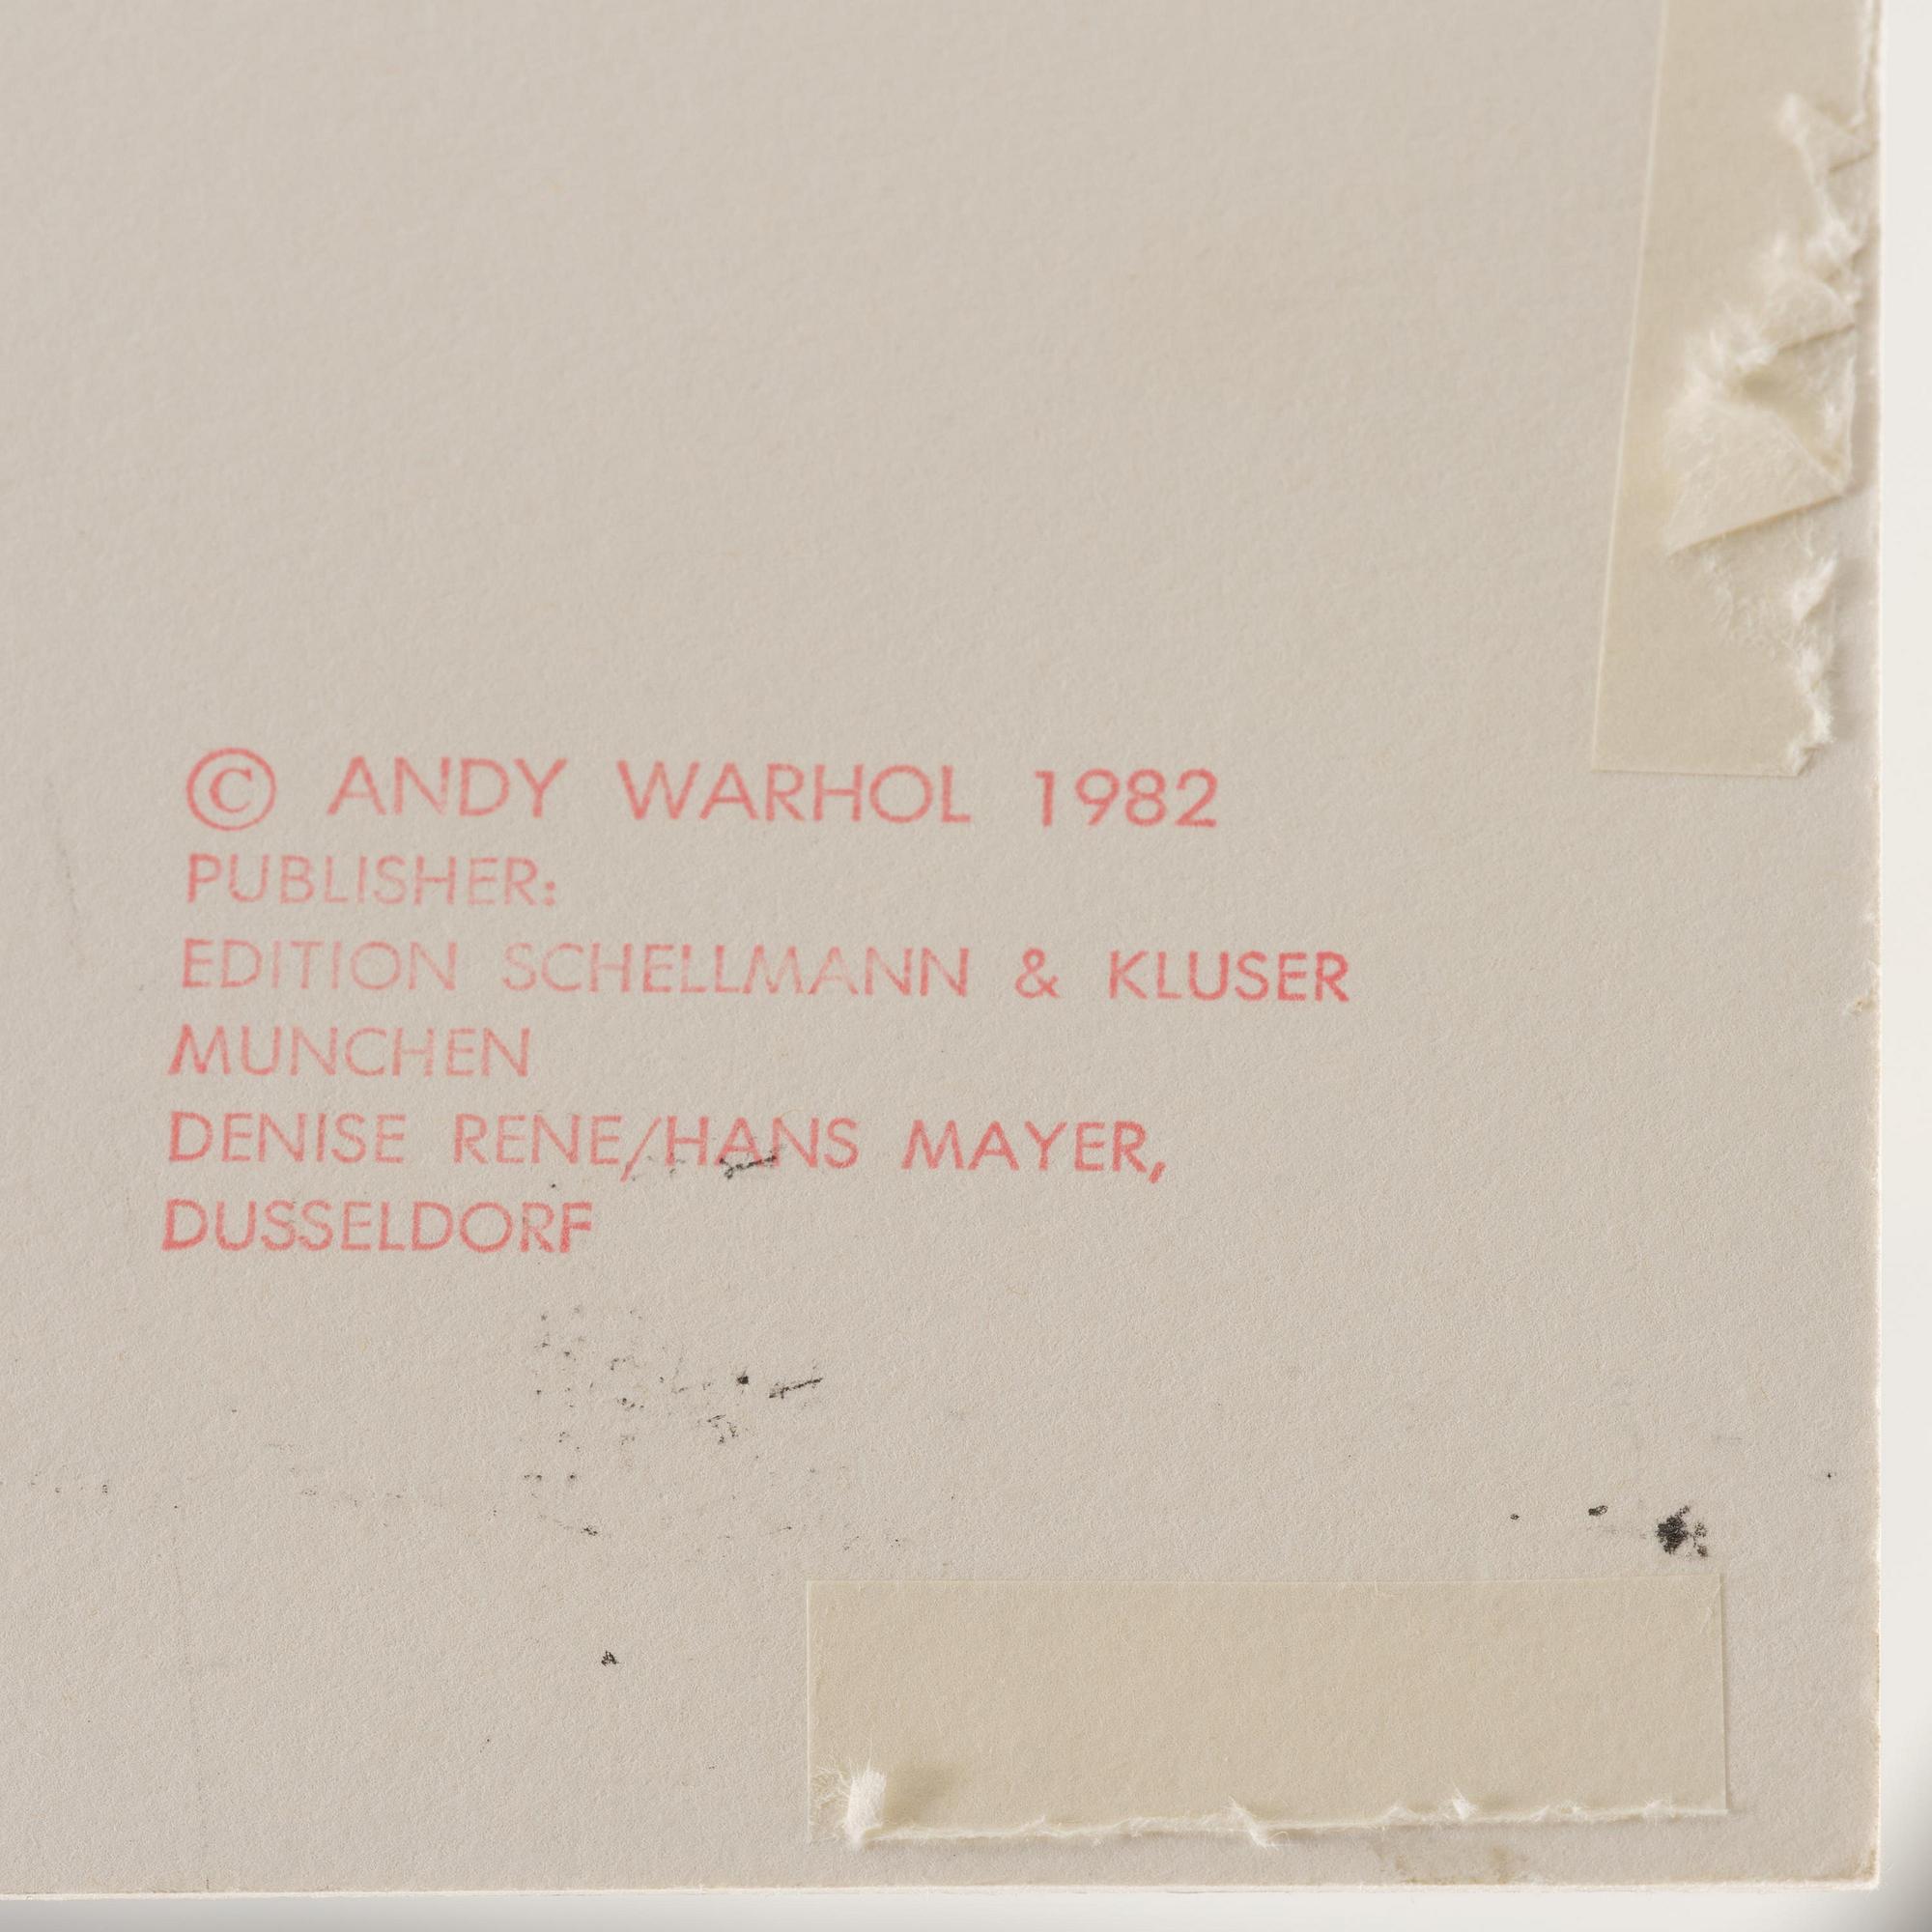 © ANDY WARHOL 1982
PUBLISHER:
EDITION SCHELLMANN & KLUSER
MUNCHEN
DENISE RENE/HANS MAYER,
DUSSELDORF